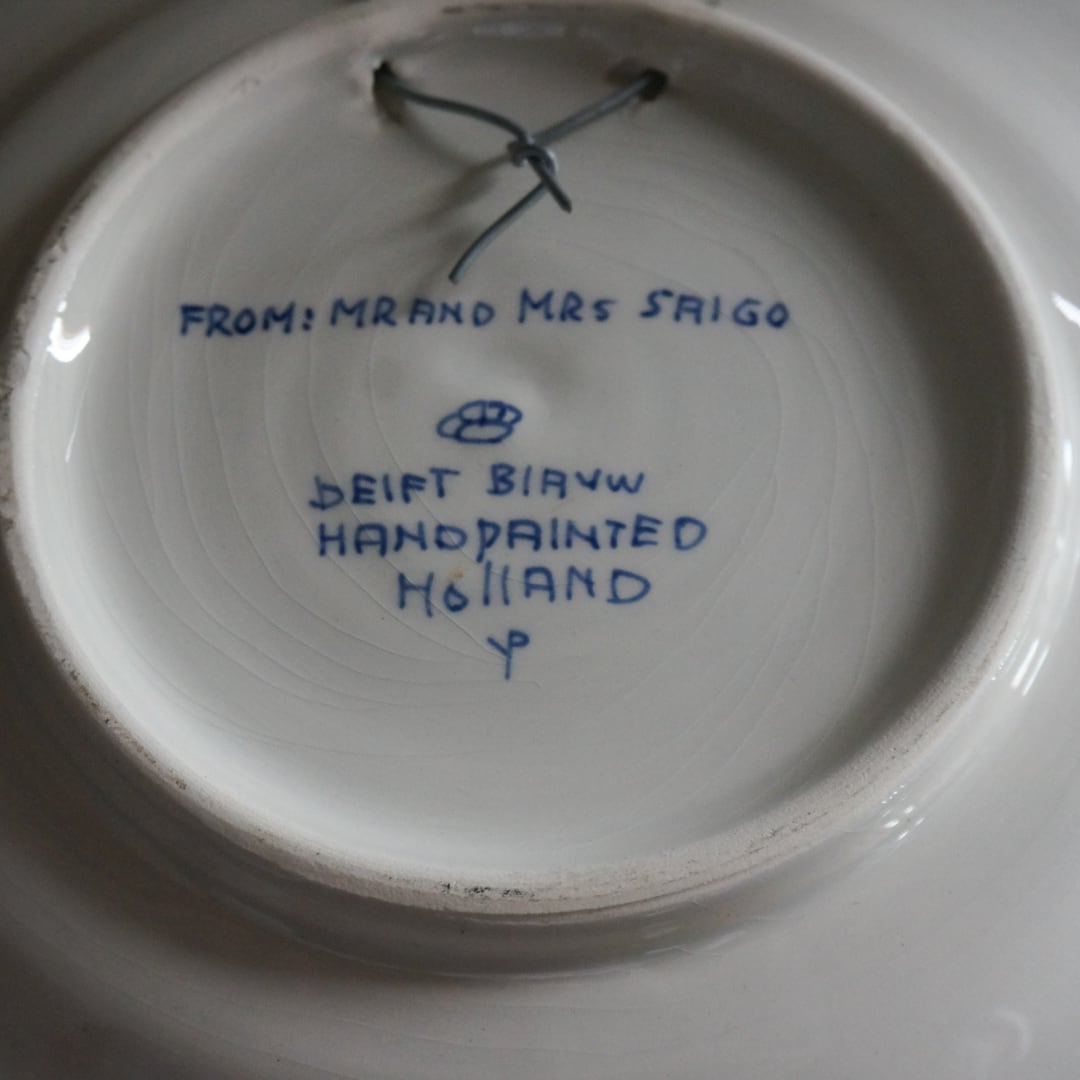 FROM: MR AND MRS SAIGO
DElFT BlAUW
HANDPAINTED
HollAND